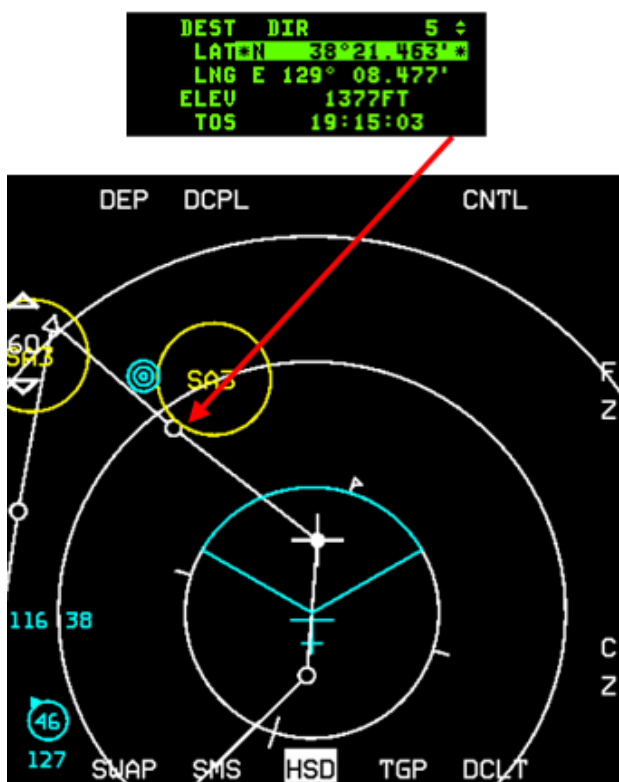 DEST DIR 5
LAT*N 38°21.463'*
LNG E 129° 08.477'
ELEV 1377FT
TOS 19:15:03
DEP DCPL CNTL
60
SA3
SA3
F
Z
116 38
C
Z
46
127
SWAP SMS HSD TGP DCLT